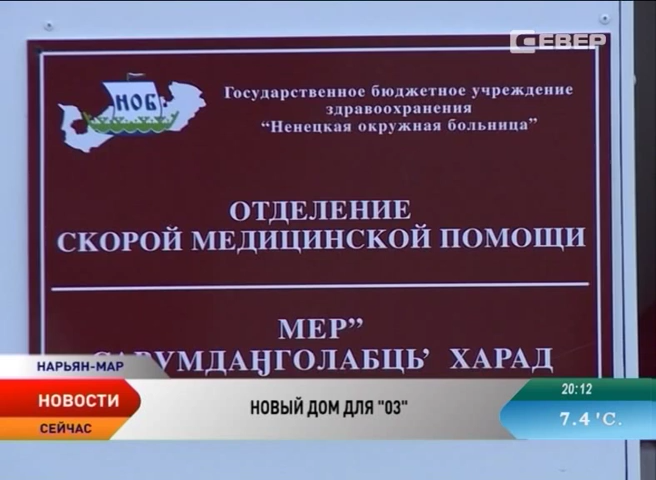 СЕВЕР
НОБ
Государственное бюджетное учреждение
здравоохранения
“Ненецкая окружная больница”
ОТДЕЛЕНИЕ
СКОРОЙ МЕДИЦИНСКОЙ ПОМОЩИ
МЕР”
ХАРАД
НАРЬЯН-МАР
НОВОСТИ
СЕЙЧАС
НОВЫЙ ДОМ ДЛЯ "03"
20:12
7.4 'C.